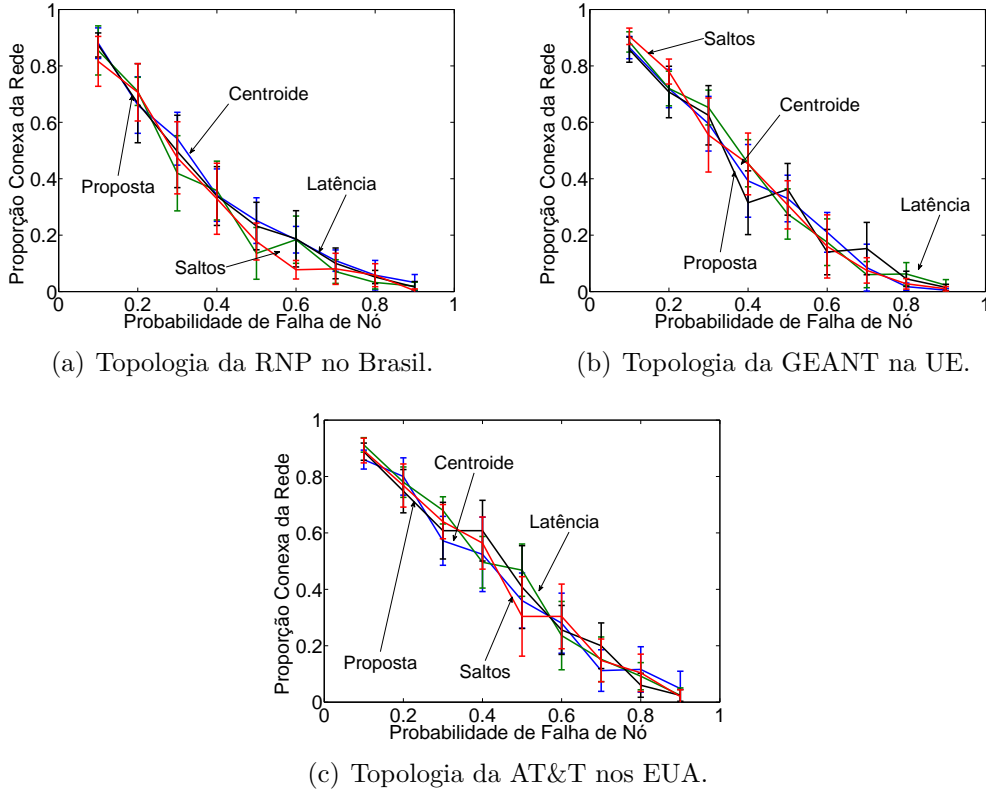 1
0.8
0.6
0.4
0.2
0
0
0.2
0.4
0.6
0.8
1
Proporção Conexa da Rede
Probabilidade de Falha de Nó
Centroide
Proposta
Latência
Saltos
(a) Topologia da RNP no Brasil.
1
0.8
0.6
0.4
0.2
0
0
0.2
0.4
0.6
0.8
1
Proporção Conexa da Rede
Probabilidade de Falha de Nó
Saltos
Centroide
Latência
Proposta
(b) Topologia da GEANT na UE.
1
0.8
0.6
0.4
0.2
0
0
0.2
0.4
0.6
0.8
1
Proporção Conexa da Rede
Probabilidade de Falha de Nó
Centroide
Latência
Proposta
Saltos
(c) Topologia da AT&T nos EUA.